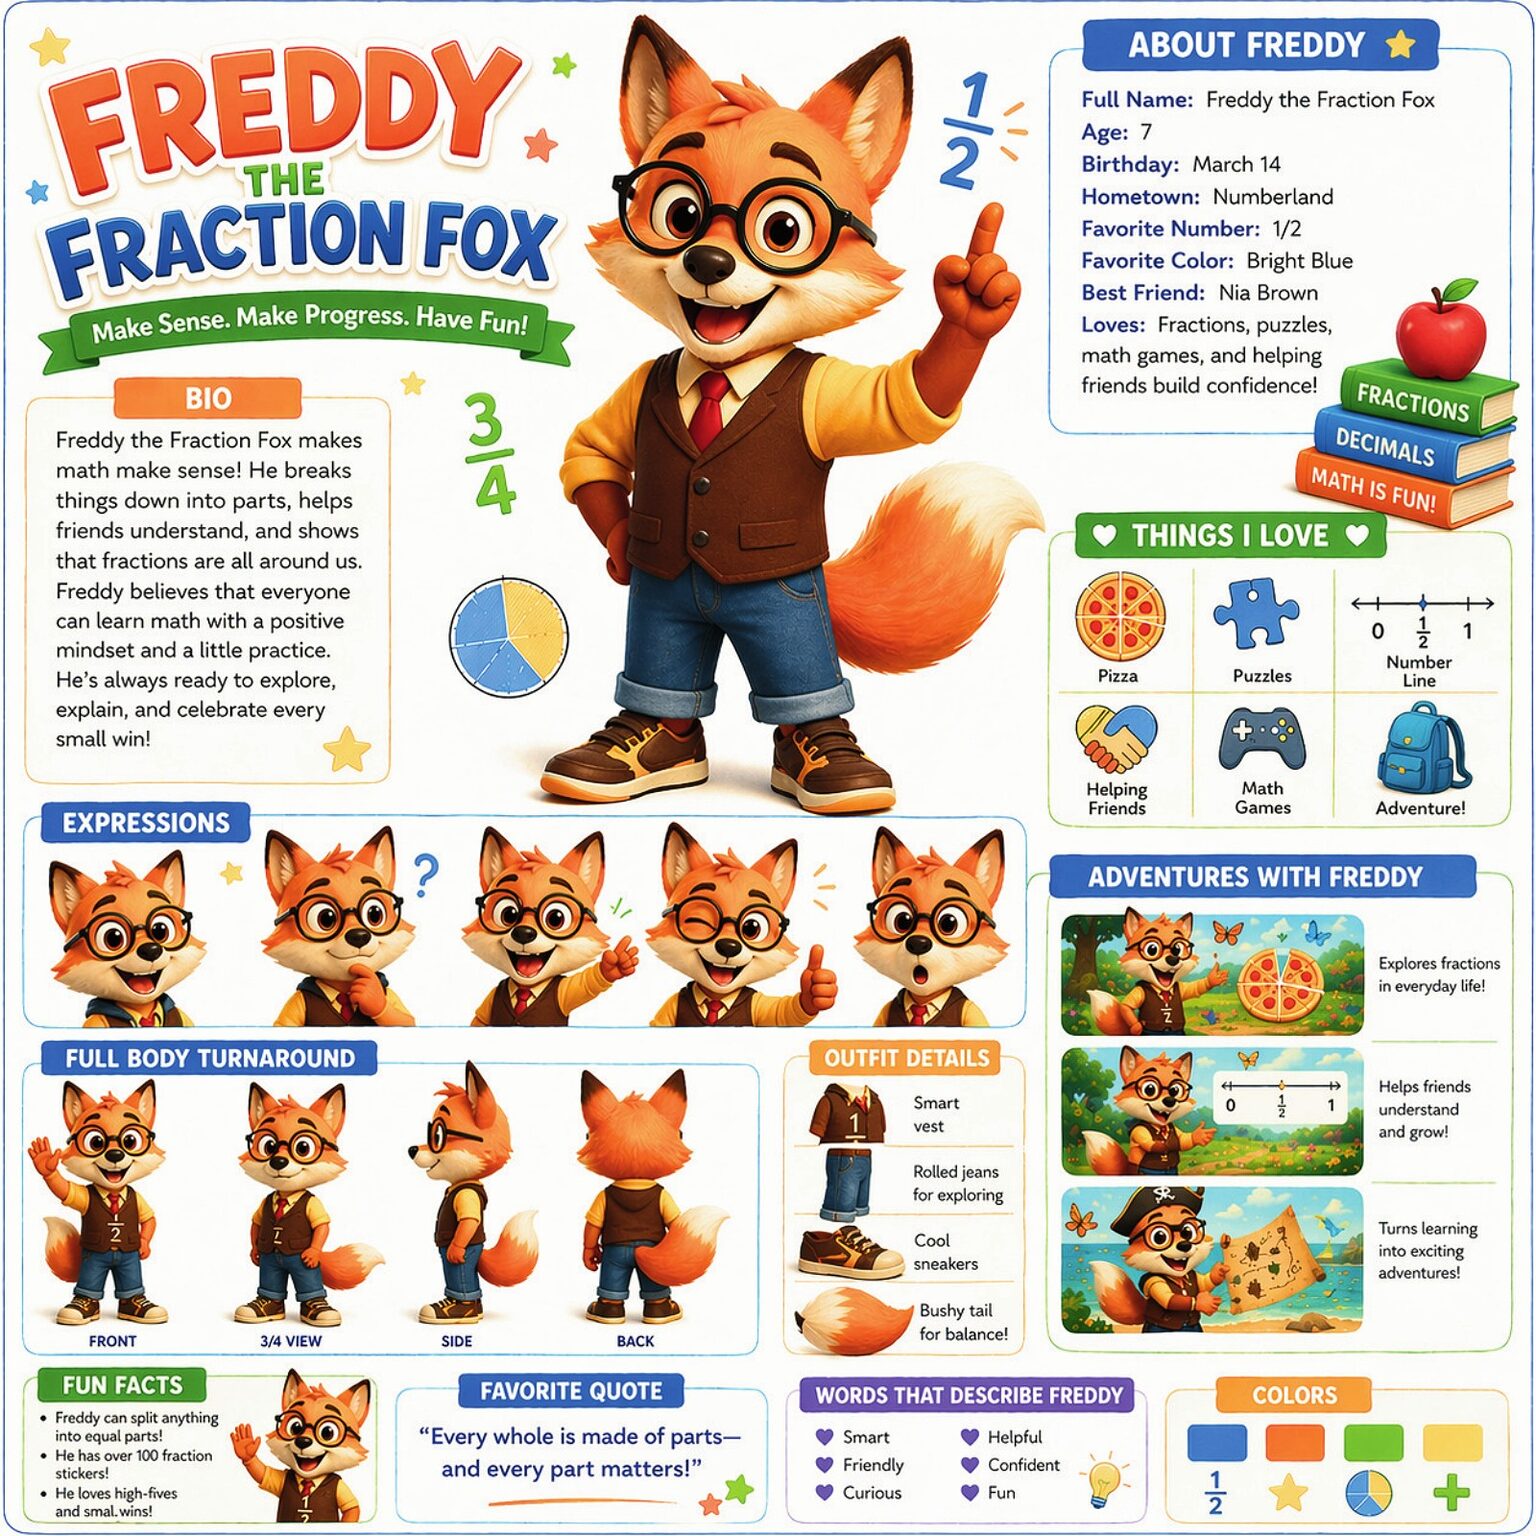 FREDDY
THE
FRACTION FOX
Make Sense. Make Progress. Have Fun!
BIO
Freddy the Fraction Fox makes
math make sense! He breaks
things down into parts, helps
friends understand, and shows
that fractions are all around us.
Freddy believes that everyone
can learn math with a positive
mindset and a little practice.
He's always ready to explore,
explain, and celebrate every
small win!
3
4
1
2
ABOUT FREDDY
Full Name: Freddy the Fraction Fox
Age: 7
Birthday: March 14
Hometown: Numberland
Favorite Number: 1/2
Favorite Color: Bright Blue
Best Friend: Nia Brown
Loves: Fractions, puzzles,
math games, and helping
friends build confidence!
FRACTIONS
DECIMALS
MATH IS FUN!
THINGS I LOVE
Pizza
Puzzles
0 1/2 1
Number
Line
Helping
Friends
Math
Games
Adventure!
EXPRESSIONS
?
ADVENTURES WITH FREDDY
Explores fractions
in everyday life!
0 1/2 1
Helps friends
understand
and grow!
Turns learning
into exciting
adventures!
FULL BODY TURNAROUND
1
2
FRONT
3/4 VIEW
SIDE
BACK
OUTFIT DETAILS
1
Smart
vest
Rolled jeans
for exploring
Cool
sneakers
Bushy tail
for balance!
FUN FACTS
• Freddy can split anything
into equal parts!
• He has over 100 fraction
stickers!
• He loves high-fives
and smal.wins!
1
2
FAVORITE QUOTE
“Every whole is made of parts—
and every part matters!”
WORDS THAT DESCRIBE FREDDY
Smart
Friendly
Curious
Helpful
Confident
Fun
COLORS
1
2